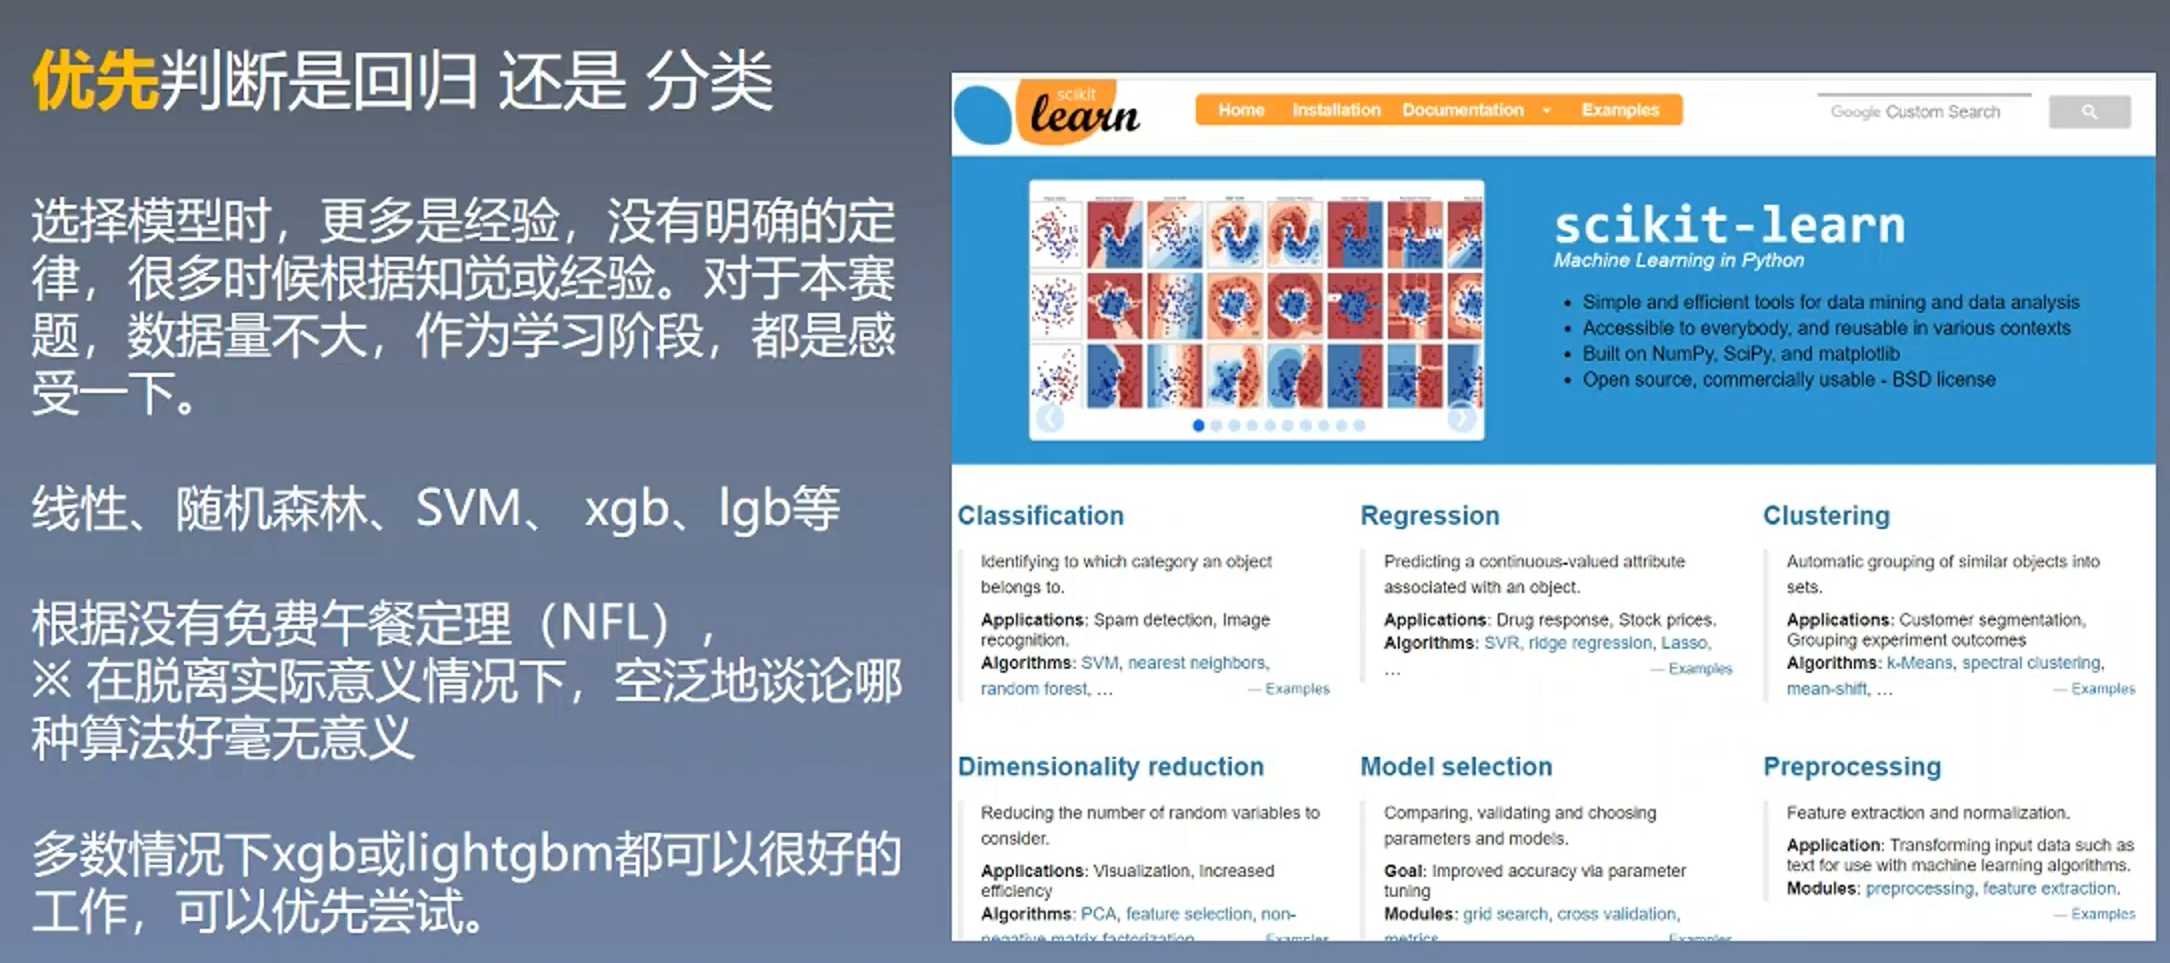 优先判断是回归 还是 分类
选择模型时，更多是经验，没有明确的定
律，很多时候根据知觉或经验。对于本赛
题，数据量不大，作为学习阶段，都是感
受一下。
线性、随机森林、SVM、 xgb、lgb等
根据没有免费午餐定理（NFL），
※ 在脱离实际意义情况下，空泛地谈论哪
种算法好毫无意义
多数情况下xgb或lightgbm都可以很好的
工作，可以优先尝试。
scikit
learn
Home Installation Documentation Examples
Google Custom Search
scikit-learn
Machine Learning in Python
• Simple and efficient tools for data mining and data analysis
• Accessible to everybody, and reusable in various contexts
• Built on NumPy, SciPy, and matplotlib
• Open source, commercially usable - BSD license
Classification
Identifying to which category an object
belongs to.
Applications: Spam detection, Image
recognition.
Algorithms: SVM, nearest neighbors,
random forest, ...
— Examples
Regression
Predicting a continuous-valued attribute
associated with an object.
Applications: Drug response, Stock prices.
Algorithms: SVR, ridge regression, Lasso,
...
— Examples
Clustering
Automatic grouping of similar objects into
sets.
Applications: Customer segmentation,
Grouping experiment outcomes
Algorithms: k-Means, spectral clustering,
mean-shift, ...
— Examples
Dimensionality reduction
Reducing the number of random variables to
consider.
Applications: Visualization, Increased
efficiency
Algorithms: PCA, feature selection, non-
negative matrix factorization.
Examples
Model selection
Comparing, validating and choosing
parameters and models.
Goal: Improved accuracy via parameter
tuning
Modules: grid search, cross validation,
metrics.
Examples
Preprocessing
Feature extraction and normalization.
Application: Transforming input data such as
text for use with machine learning algorithms.
Modules: preprocessing, feature extraction.
— Examples